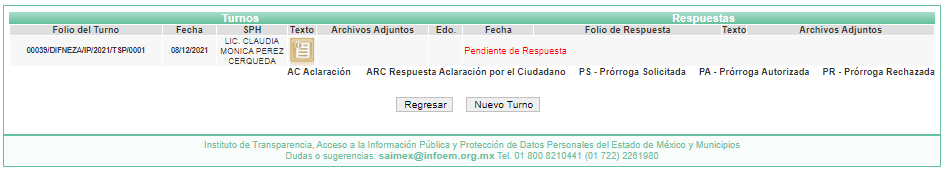 Turnos Respuestas
Folio del Turno Fecha SPH Texto Archivos Adjuntos Edo. Fecha Folio de Respuesta Texto Archivos Adjuntos
00039/DIFNEZA/IP/2021/TSP/0001 08/12/2021 LIC. CLAUDIA MONICA PEREZ CERQUEDA Pendiente de Respuesta
AC Aclaración ARC Respuesta Aclaración por el Ciudadano PS - Prórroga Solicitada PA - Prórroga Autorizada PR - Prórroga Rechazada
Regresar Nuevo Turno
Instituto de Transparencia, Acceso a la Información Pública y Protección de Datos Personales del Estado de México y Municipios
Dudas o sugerencias: saimex@infoem.org.mx Tel. 01 800 8210441 (01 722) 2261980